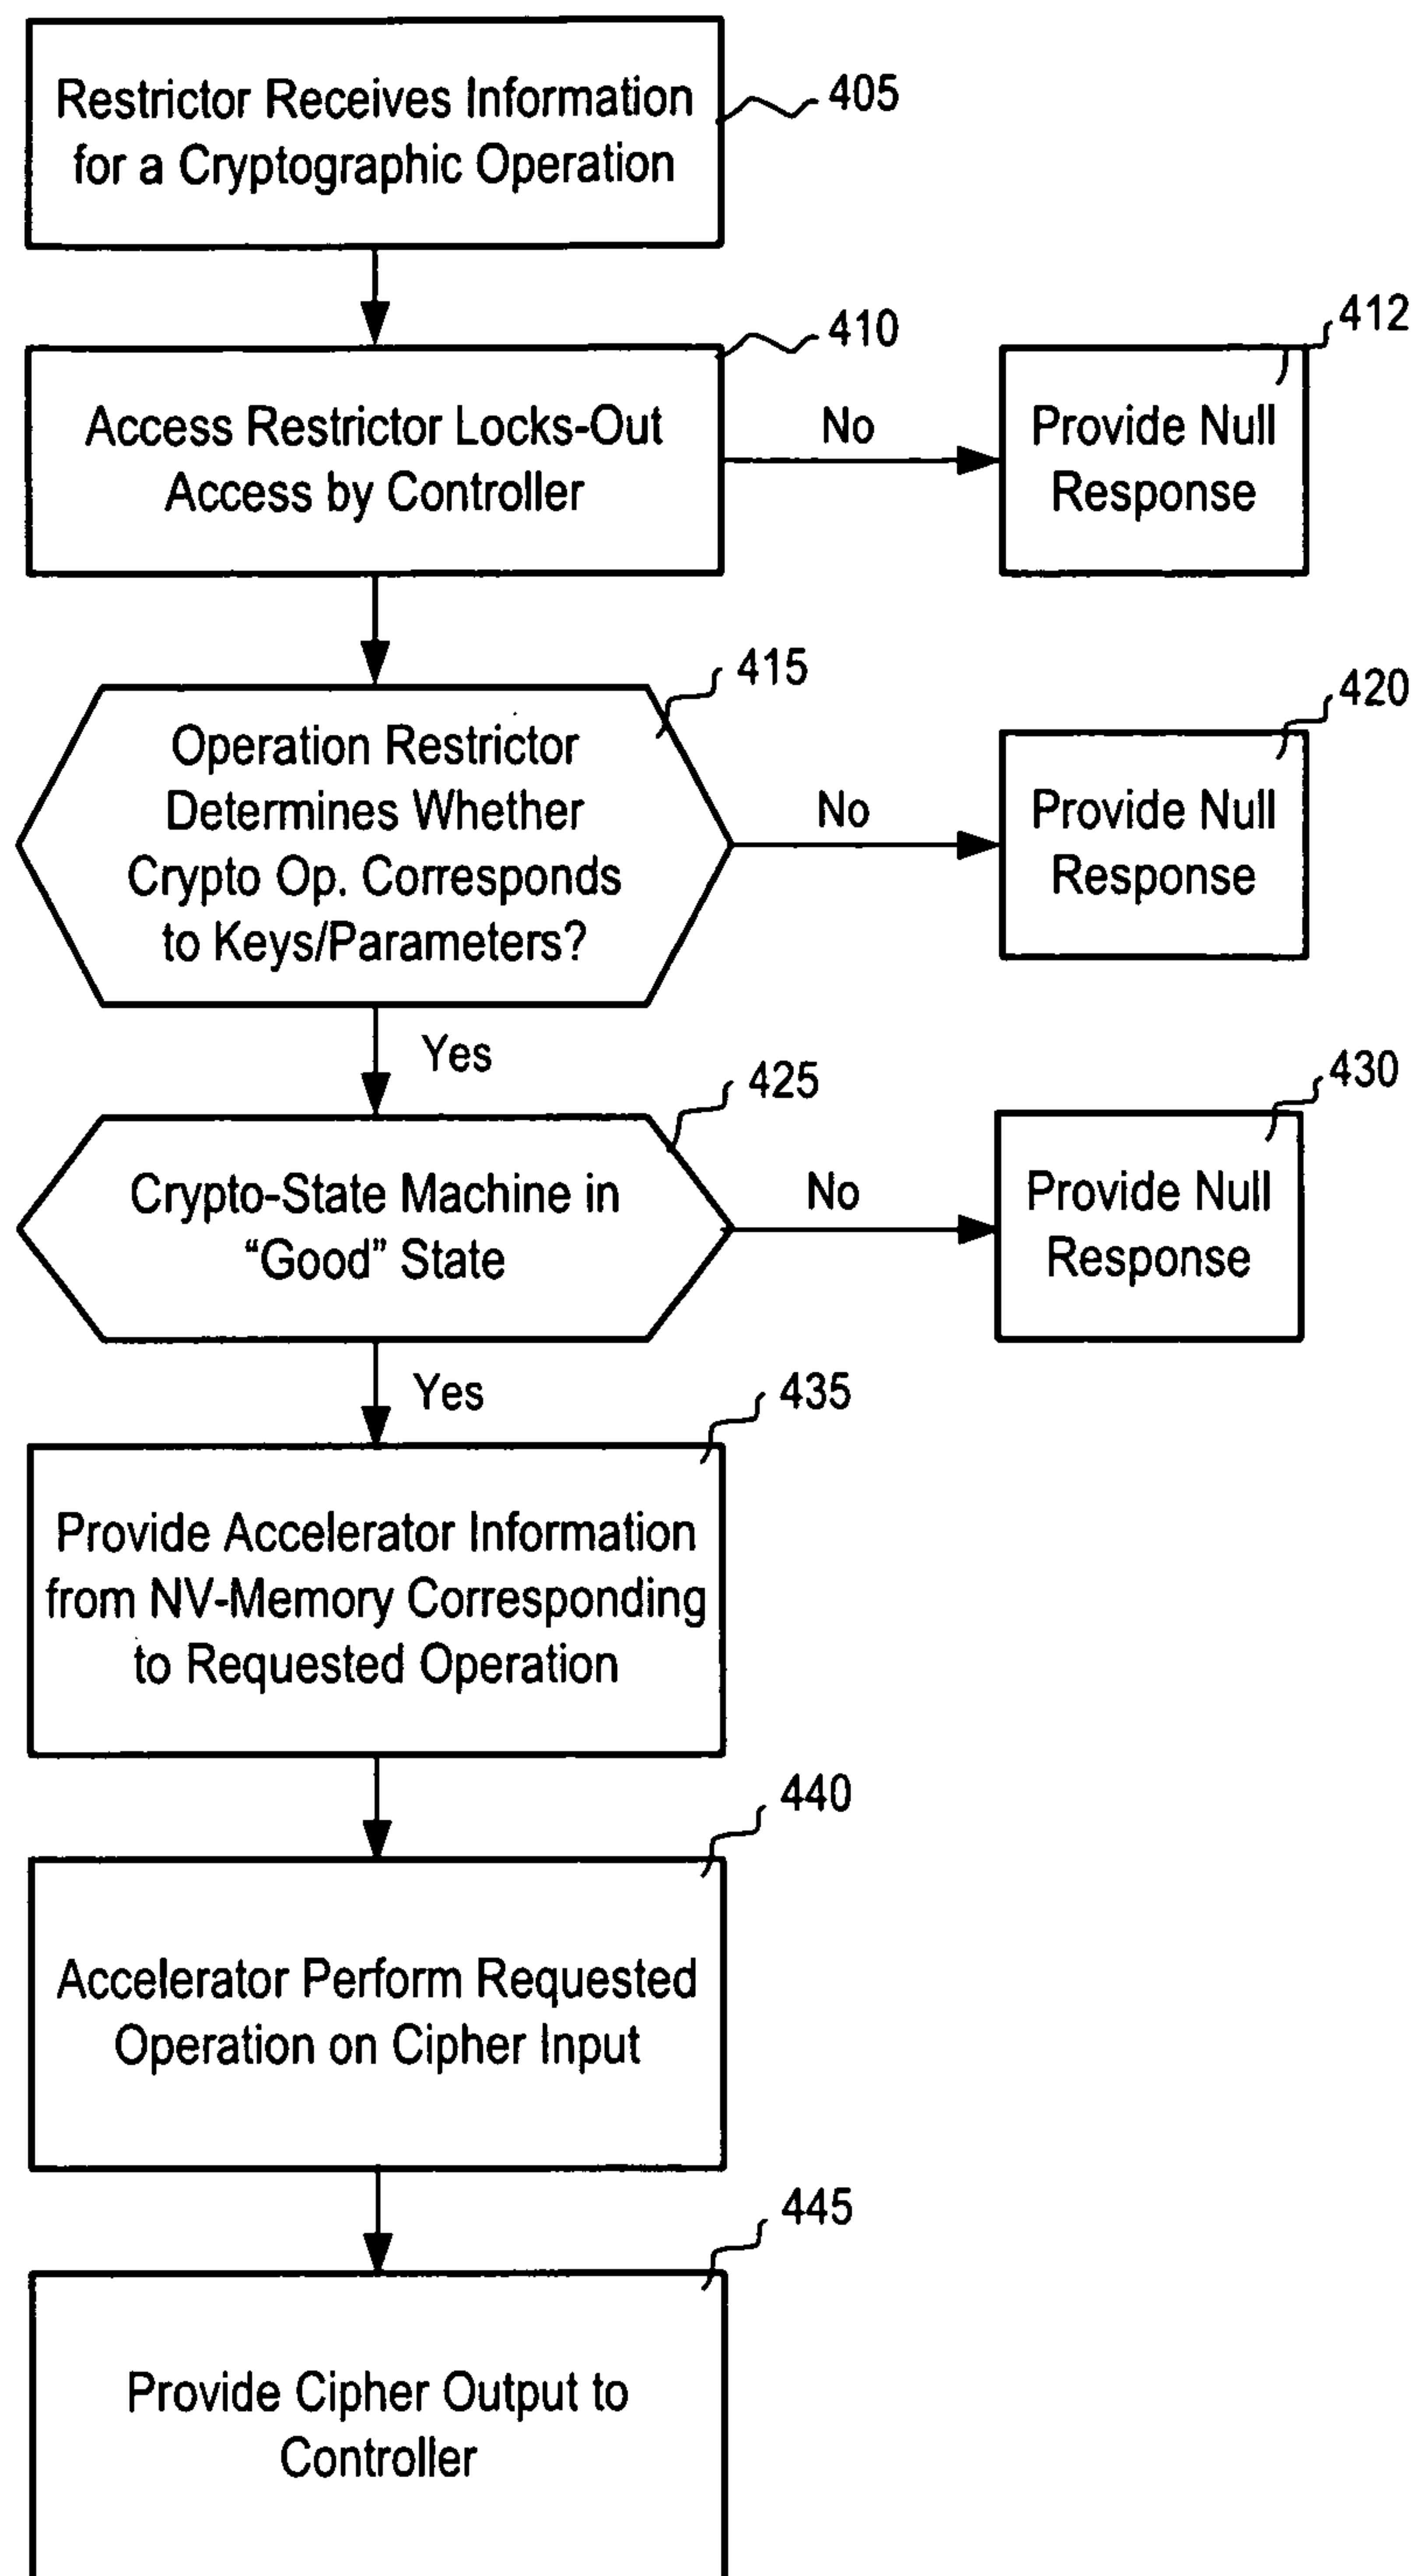 Restrictor Receives Information
for a Cryptographic Operation
405
410
412
Access Restrictor Locks-Out
Access by Controller
No
Provide Null
Response
415
420
Operation Restrictor
Determines Whether
Crypto Op. Corresponds
to Keys/Parameters?
No
Provide Null
Response
Yes
425
430
Crypto-State Machine in
“Good” State
No
Provide Null
Response
Yes
435
Provide Accelerator Information
from NV-Memory Corresponding
to Requested Operation
440
Accelerator Perform Requested
Operation on Cipher Input
445
Provide Cipher Output to
Controller